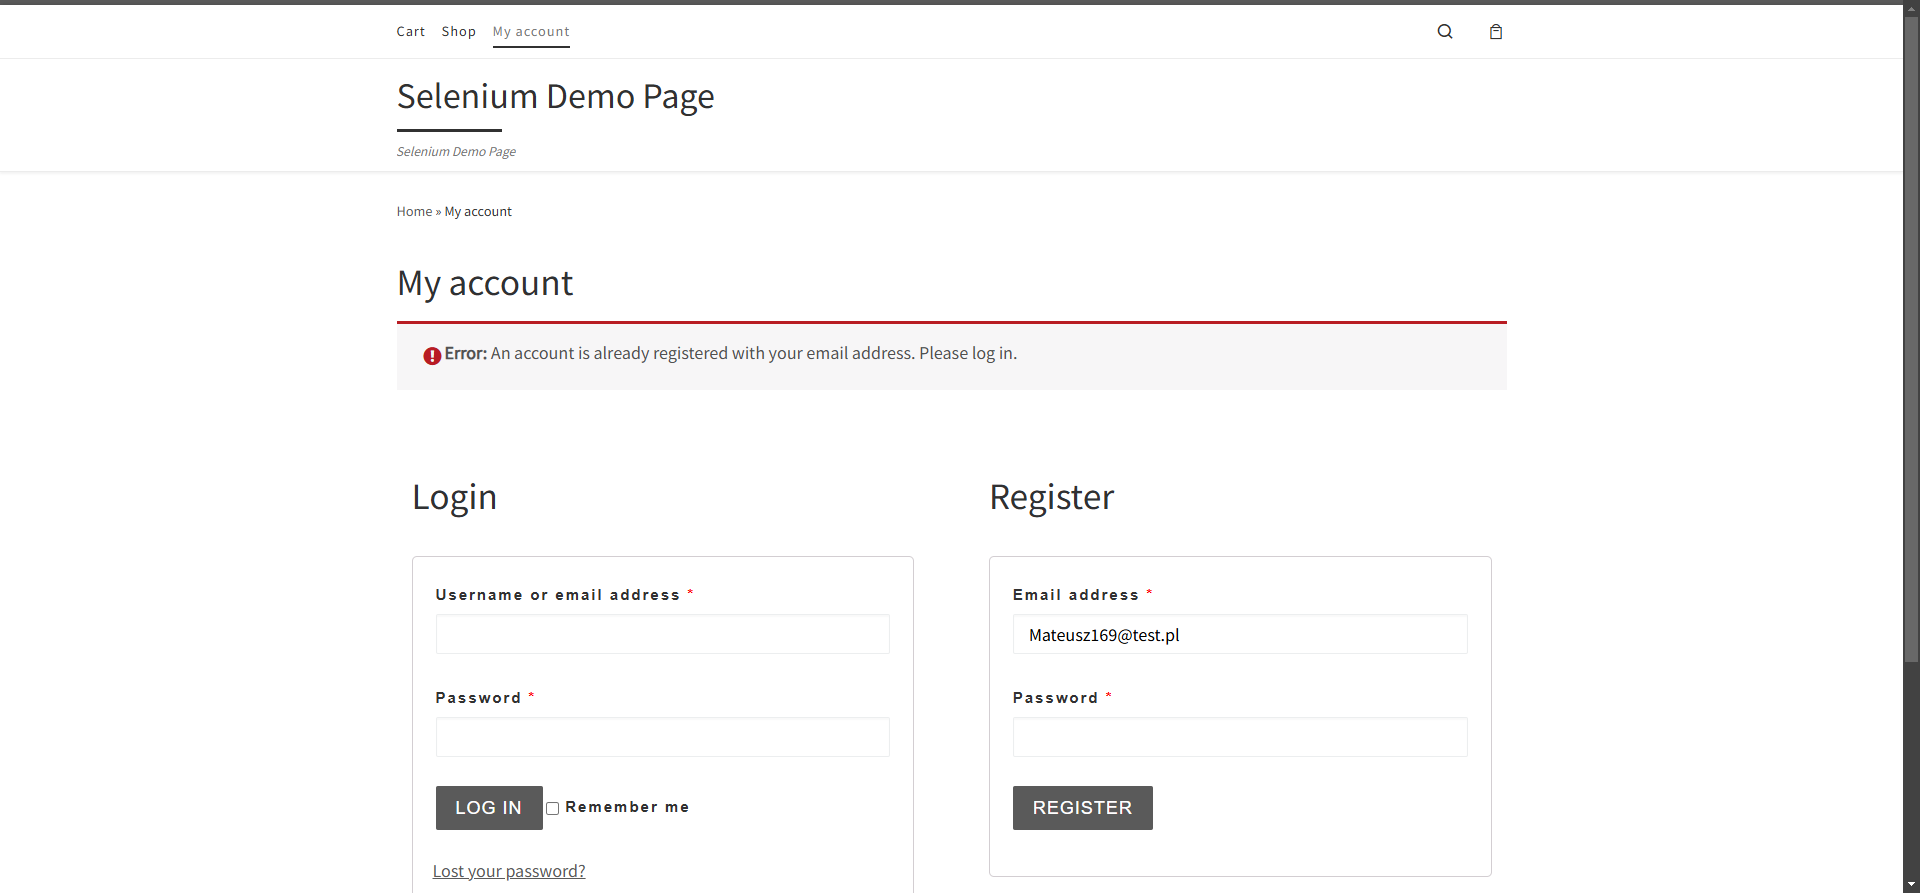 Cart Shop My account
Selenium Demo Page
Selenium Demo Page
Home » My account
My account
Error: An account is already registered with your email address. Please log in.
Login
Username or email address *
Password *
LOG IN Remember me
Lost your password?
Register
Email address *
Mateusz169@test.pl
Password *
REGISTER